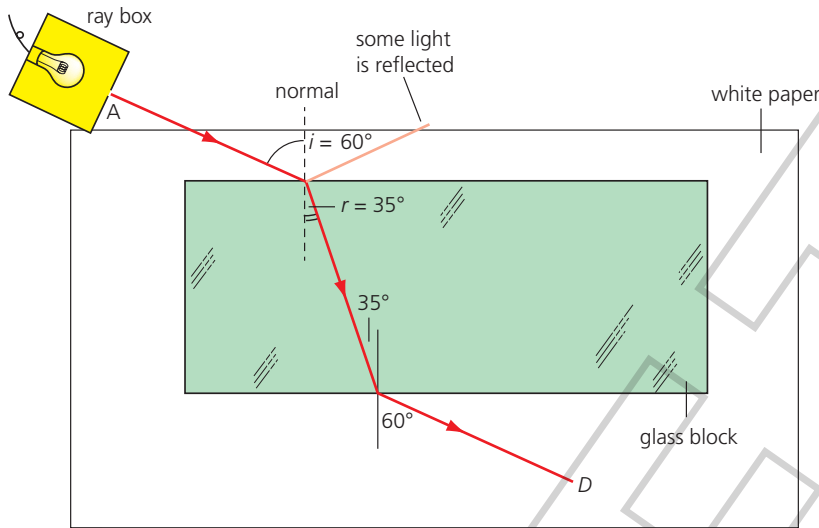 ray box
some light
is reflected
normal
white paper
A
i = 60°
r = 35°
35°
60°
glass block
D